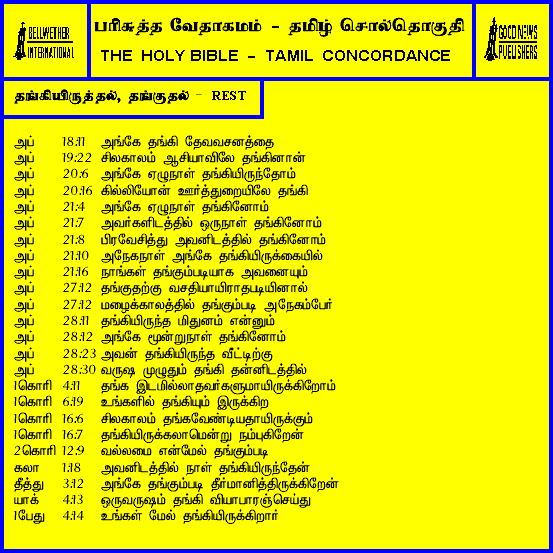 BELLWETHER
INTERNATIONAL
பரிசுத்த வேதாகமம் - தமிழ் சொல்தொகுதி
THE HOLY BIBLE - TAMIL CONCORDANCE
GOOD NEWS
PUBLISHERS
தங்கியிருத்தல், தங்குதல் - REST
அப் 18:11 அங்கே தங்கி தேவவசனத்தை
அப் 19:22 சிலகாலம் ஆசியாவிலே தங்கினான்
அப் 20:6 அங்கே ஏழுநாள் தங்கியிருந்தோம்
அப் 20:16 கில்லியோன் ஊர்த்துறையிலே தங்கி
அப் 21:4 அங்கே ஏழுநாள் தங்கினோம்
அப் 21:7 அவர்களிடத்தில் ஒருநாள் தங்கினோம்
அப் 21:8 பிரவேசித்து அவனிடத்தில் தங்கினோம்
அப் 21:10 அநேகநாள் அங்கே தங்கியிருக்கையில்
அப் 21:16 நாங்கள் தங்கும்படியாக அவனையும்
அப் 27:12 தங்குதற்கு வசதியாயிராதபடியினால்
அப் 27:12 மழைக்காலத்தில் தங்கும்படி அநேகம்பேர்
அப் 28:11 தங்கியிருந்த மிதுனம் என்னும்
அப் 28:12 அங்கே மூன்றுநாள் தங்கினோம்
அப் 28:23 அவன் தங்கியிருந்த வீட்டிற்கு
அப் 28:30 வருஷ முழுதும் தங்கி தன்னிடத்தில்
1கொரி 4:11 தங்க இடமில்லாதவர்களுமாயிருக்கிறோம்
1கொரி 6:19 உங்களில் தங்கியும் இருக்கிற
1கொரி 16:6 சிலகாலம் தங்கவேண்டியதாயிருக்கும்
1கொரி 16:7 தங்கியிருக்கலாமென்று நம்புகிறேன்
2கொரி 12:9 வல்லமை என்மேல் தங்கும்படி
கலா 1:18 அவனிடத்தில் நாள் தங்கியிருந்தேன்
தீத்து 3:12 அங்கே தங்கும்படி தீர்மானித்திருக்கிறேன்
யாக் 4:13 ஒருவருஷம் தங்கி வியாபாரஞ்செய்து
1பேது 4:14 உங்கள் மேல் தங்கியிருக்கிறார்